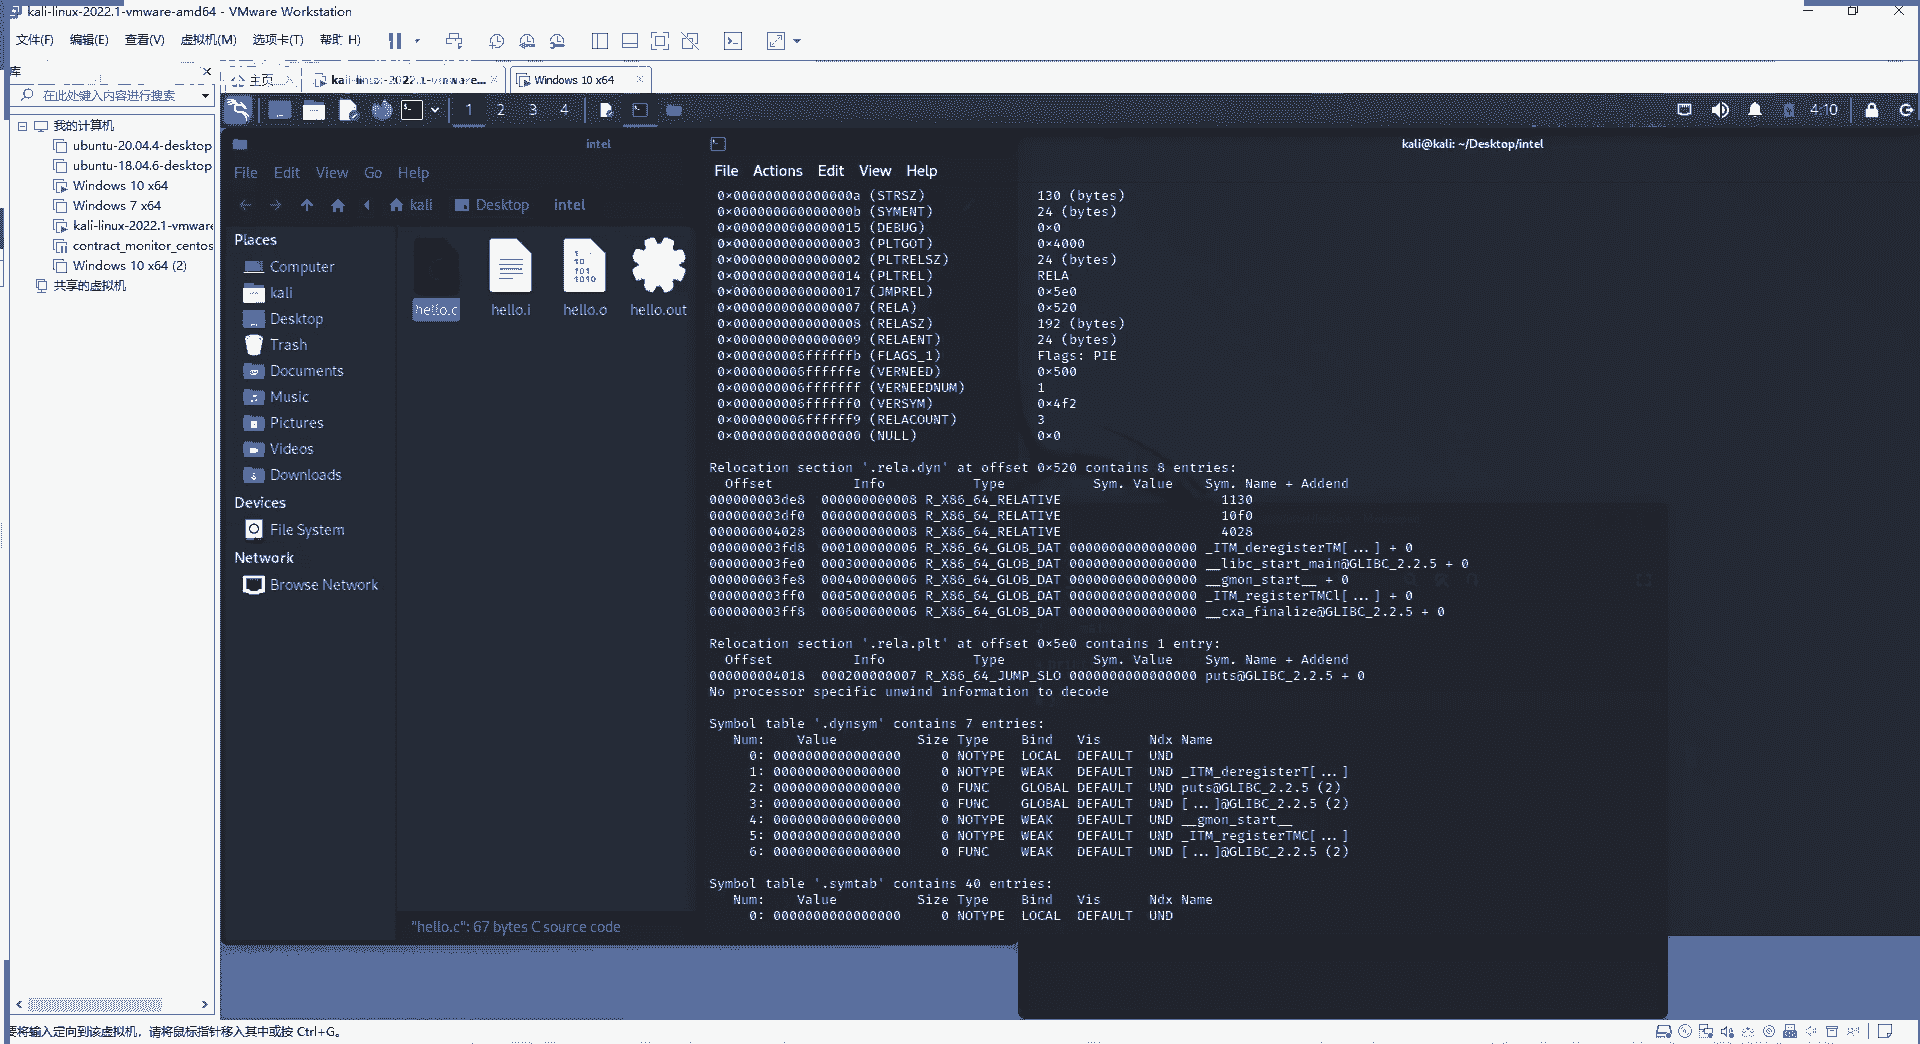 kali-linux-2022.1-vmware-amd64 - VMware Workstation
文件(F) 编辑(E) 查看(V) 虚拟机(M) 选项卡(T) 帮助 H)
库
主页 kali-linux-2022.1-vmware... Windows 10 x64
在此处键入内容进行搜索
1 2 3 4 4:10
我的计算机
ubuntu-20.04.4-desktop
ubuntu-18.04.6-desktop
Windows 10 x64
Windows 7 x64
kali-linux-2022.1-vmware
contract_monitor_centos
Windows 10 x64 (2)
共享的虚拟机
intel
File Edit View Go Help
kali Desktop intel
Places
Computer
kali
Desktop
Trash
Documents
Music
Pictures
Videos
Downloads
Devices
File System
Network
Browse Network
hello.c hello.i hello.o hello.out
"hello.c": 67 bytes C source code
kali@kali: ~/Desktop/intel
File Actions Edit View Help
0×000000000000000a (STRSZ) 130 (bytes)
0×000000000000000b (SYMENT) 24 (bytes)
0×0000000000000015 (DEBUG) 0×0
0×0000000000000003 (PLTGOT) 0×4000
0×0000000000000002 (PLTRELSZ) 24 (bytes)
0×0000000000000014 (PLTREL) RELA
0×0000000000000017 (JMPREL) 0×5e0
0×0000000000000007 (RELA) 0×520
0×0000000000000008 (RELASZ) 192 (bytes)
0×0000000000000009 (RELAENT) 24 (bytes)
0×000000006ffffffb (FLAGS_1) Flags: PIE
0×000000006ffffffe (VERNEED) 0×500
0×000000006fffffff (VERNEEDNUM) 1
0×000000006ffffff0 (VERSYM) 0×4f2
0×000000006ffffff9 (RELACOUNT) 3
0×0000000000000000 (NULL) 0×0
Relocation section '.rela.dyn' at offset 0×520 contains 8 entries:
Offset Info Type Sym. Value Sym. Name + Addend
000000003de8 000000000008 R_X86_64_RELATIVE 1130
000000003df0 000000000008 R_X86_64_RELATIVE 10f0
000000004028 000000000008 R_X86_64_RELATIVE 4028
000000003fd8 000100000006 R_X86_64_GLOB_DAT 0000000000000000 _ITM_deregisterTM[...] + 0
000000003fe0 000300000006 R_X86_64_GLOB_DAT 0000000000000000 __libc_start_main@GLIBC_2.2.5 + 0
000000003fe8 000400000006 R_X86_64_GLOB_DAT 0000000000000000 __gmon_start__ + 0
000000003ff0 000500000006 R_X86_64_GLOB_DAT 0000000000000000 _ITM_registerTMCl[...] + 0
000000003ff8 000600000006 R_X86_64_GLOB_DAT 0000000000000000 __cxa_finalize@GLIBC_2.2.5 + 0
Relocation section '.rela.plt' at offset 0×5e0 contains 1 entry:
Offset Info Type Sym. Value Sym. Name + Addend
000000004018 000200000007 R_X86_64_JUMP_SLO 0000000000000000 puts@GLIBC_2.2.5 + 0
No processor specific unwind information to decode
Symbol table '.dynsym' contains 7 entries:
Num: Value Size Type Bind Vis Ndx Name
0: 0000000000000000 0 NOTYPE LOCAL DEFAULT UND
1: 0000000000000000 0 NOTYPE WEAK DEFAULT UND _ITM_deregisterT[...]
2: 0000000000000000 0 FUNC GLOBAL DEFAULT UND puts@GLIBC_2.2.5 (2)
3: 0000000000000000 0 FUNC GLOBAL DEFAULT UND [...]@GLIBC_2.2.5 (2)
4: 0000000000000000 0 NOTYPE WEAK DEFAULT UND __gmon_start__
5: 0000000000000000 0 NOTYPE WEAK DEFAULT UND _ITM_registerTMC[...]
6: 0000000000000000 0 FUNC WEAK DEFAULT UND [...]@GLIBC_2.2.5 (2)
Symbol table '.symtab' contains 40 entries:
Num: Value Size Type Bind Vis Ndx Name
0: 0000000000000000 0 NOTYPE LOCAL DEFAULT UND
要将输入定向到该虚拟机，请将鼠标指针移入其中或按 Ctrl+G。